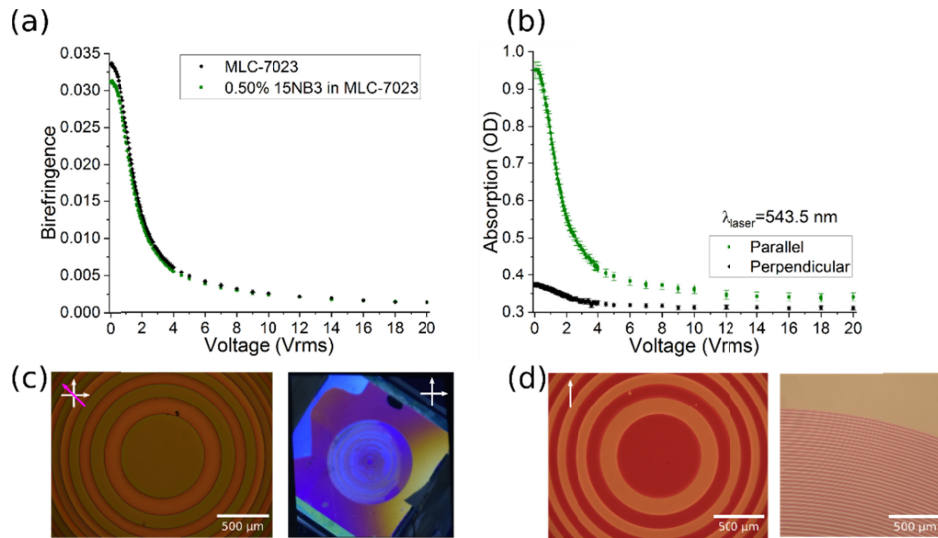 (a)
0.035
0.030
0.025
0.020
0.015
0.010
0.005
0.000
Birefringence
MLC-7023
0.50% 15NB3 in MLC-7023
0 2 4 6 8 10 12 14 16 18 20
Voltage (Vrms)
(b)
1.0
0.9
0.8
0.7
0.6
0.5
0.4
0.3
Absorption (OD)
λlaser=543.5 nm
Parallel
Perpendicular
0 2 4 6 8 10 12 14 16 18 20
Voltage (Vrms)
(c)
500 µm
(d)
500 µm
500 µm